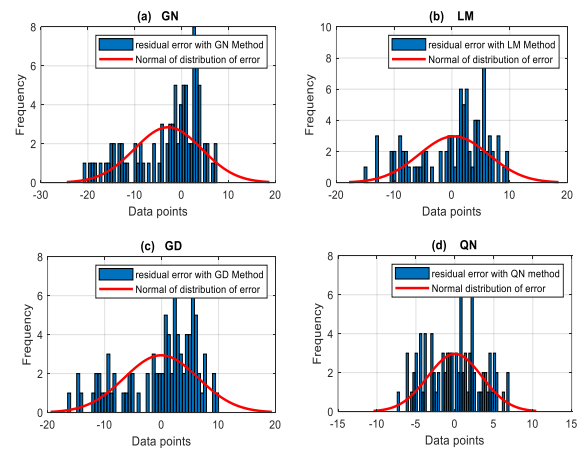 (a) GN
8
6
4
2
0
Frequency
residual error with GN Method
Normal of distribution of error
-30 -20 -10 0 10 20
Data points
(b) LM
10
8
6
4
2
0
Frequency
residual error with LM Method
Normal of distribution of error
-20 -10 0 10 20
Data points
(c) GD
8
6
4
2
0
Frequency
residual error with GD Method
Normal of distribution of error
-20 -10 0 10 20
Data points
(d) QN
8
6
4
2
0
Frequency
residual error with QN method
Normal distribution of error
-15 -10 -5 0 5 10 15
Data points